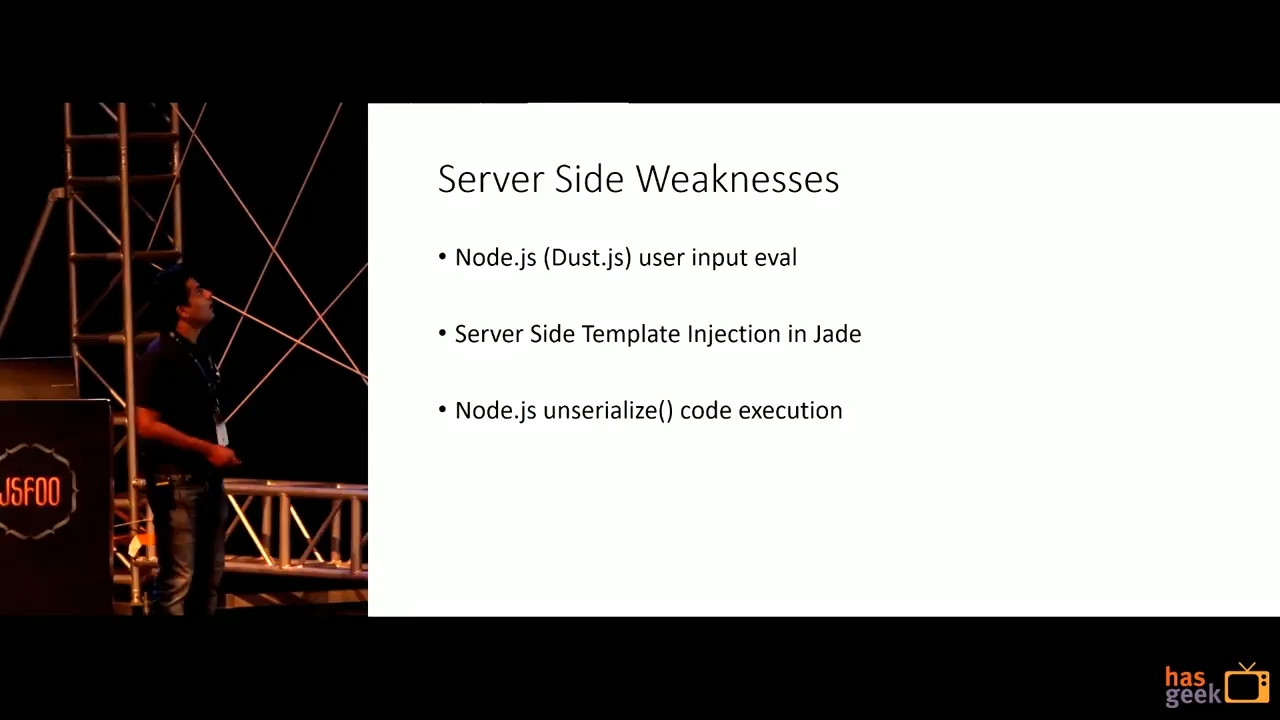 Server Side Weaknesses
• Node.js (Dust.js) user input eval
• Server Side Template Injection in Jade
• Node.js unserialize() code execution
JSFOO
has
geek